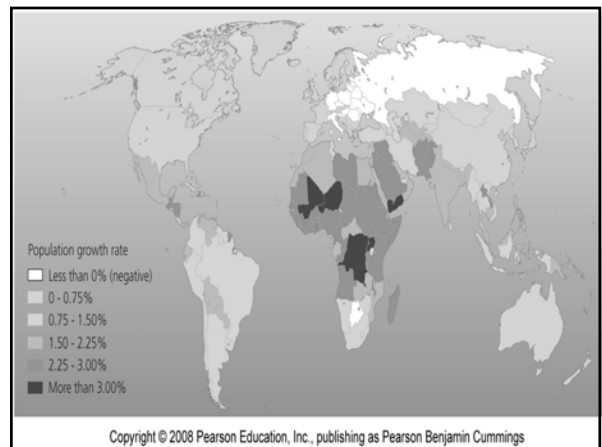 Population growth rate
Less than 0% (negative)
0 - 0.75%
0.75 - 1.50%
1.50 - 2.25%
2.25 - 3.00%
More than 3.00%
Copyright © 2008 Pearson Education, Inc., publishing as Pearson Benjamin Cummings